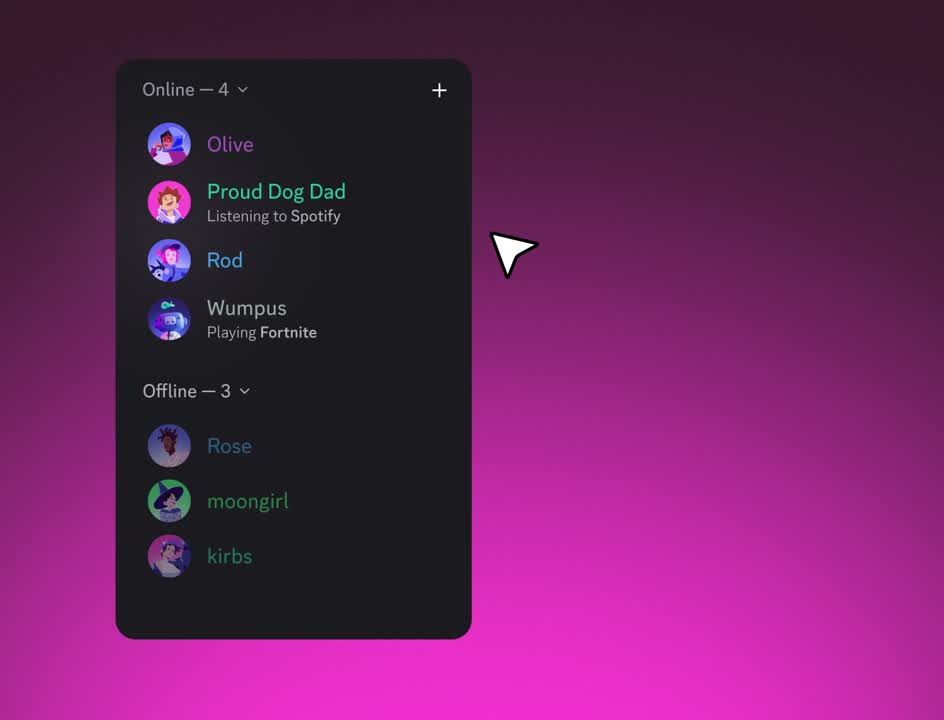 Online — 4
Olive
Proud Dog Dad
Listening to Spotify
Rod
Wumpus
Playing Fortnite
Offline — 3
Rose
moongirl
kirbs